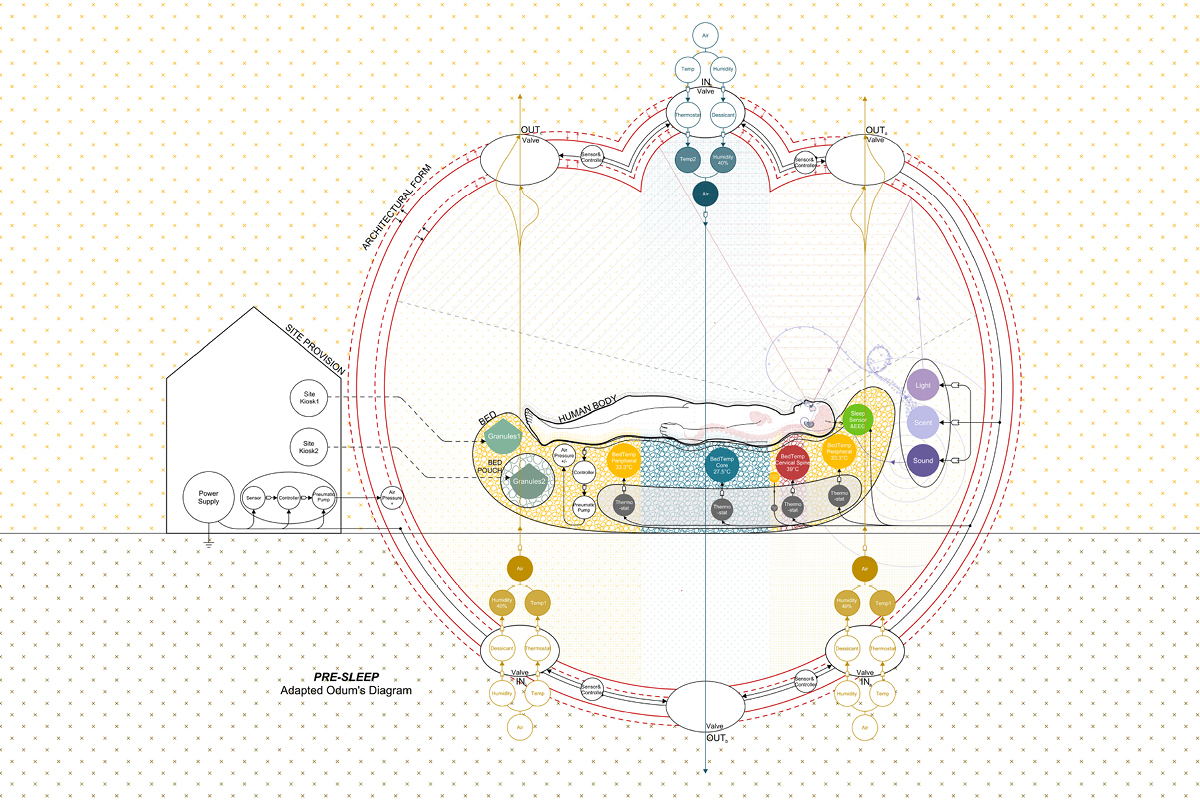 Air
Temp
Humidity
IN
Valve
Thermostat
Dessicant
Temp2
Humidity
40%
Air
OUT
Valve
Sensor&
Controller
Sensor&
Controller
OUT
Valve
ARCHITECTURAL FORM
SITE PROVISION
Site
Kiosk1
Site
Kiosk2
Power
Supply
Sensor
Controller
Pneumatic
Pump
Air
Pressure
BED
Granules1
BED
POUCH
Granules2
HUMAN BODY
Air
Pressure
+/-
Controller
Pneumatic
Pump
BedTemp
Peripheral
33.2°C
BedTemp
Core
27.5°C
BedTemp
Cervical Spine
39°C
BedTemp
Peripheral
33.2°C
Sleep
Sensor
&EEC
Thermo
-stat
Thermo
-stat
Thermo
-stat
Thermo
-stat
Light
Scent
Sound
Air
Humidity
40%
Temp1
Dessicant
Thermostat
Valve
IN
Humidity
Temp
Air
Air
Humidity
40%
Temp1
Dessicant
Thermostat
Valve
IN
Humidity
Temp
Air
Sensor&
Controller
Sensor&
Controller
Valve
OUT
PRE-SLEEP
Adapted Odum's Diagram